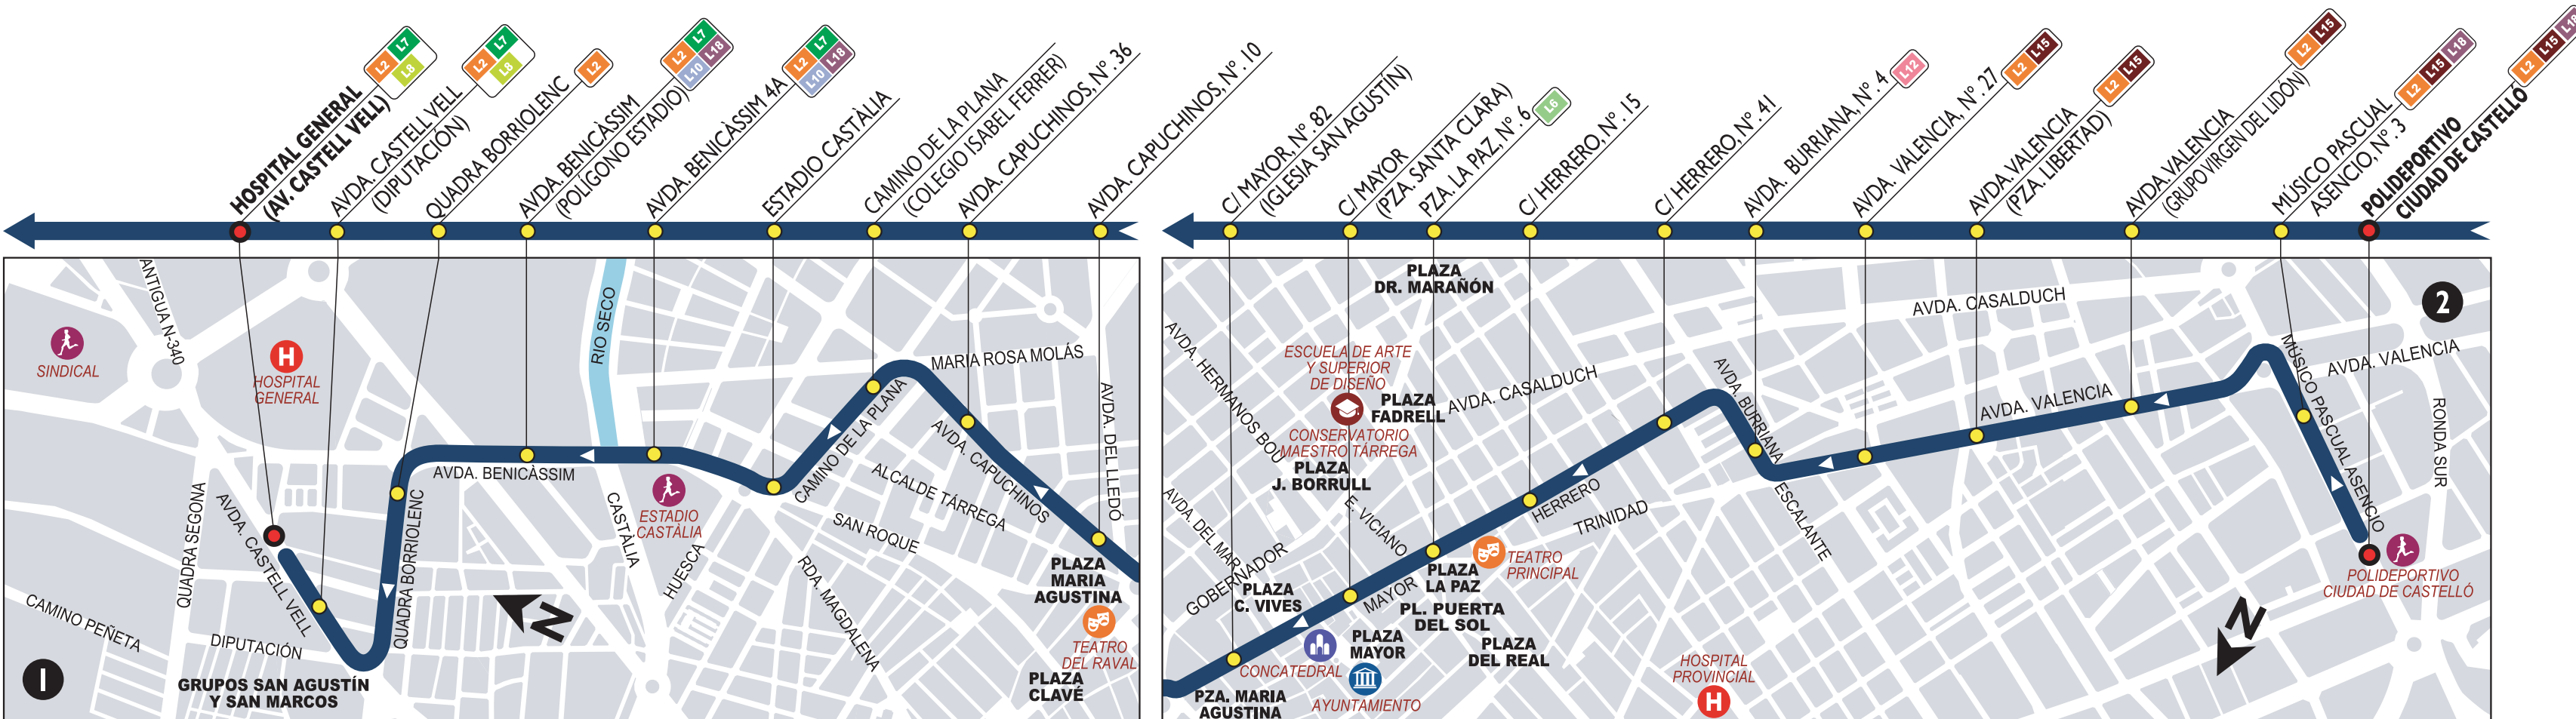 HOSPITAL GENERAL
(AV. CASTELL VELL)
L7
L2
L8
AVDA. CASTELL VELL
(DIPUTACIÓN)
L7
L2
L8
QUADRA BORRIOLENC
L2
AVDA. BENICÀSSIM
(POLÍGONO ESTADIO)
L7
L2
L18
L10
AVDA. BENICÀSSIM 4A
L7
L2
L18
L10
ESTADIO CASTÀLIA
CAMINO DE LA PLANA
(COLEGIO ISABEL FERRER)
AVDA. CAPUCHINOS, N°. 36
AVDA. CAPUCHINOS, N°. 10
C/ MAYOR, N°. 82
(IGLESIA SAN AGUSTÍN)
C/ MAYOR
(PZA. SANTA CLARA)
PZA. LA PAZ, N°. 6
L6
C/ HERRERO, N°. 15
C/ HERRERO, N°. 41
AVDA. BURRIANA, N°. 4
L12
AVDA. VALENCIA, N°. 27
L2 L15
AVDA. VALENCIA
(PZA. LIBERTAD)
L2 L15
AVDA. VALENCIA
(GRUPO VIRGEN DEL LIDÓN)
L2 L15
MÚSICO PASCUAL
ASENCIO, N°. 3
L2 L15 L18
POLIDEPORTIVO
CIUDAD DE CASTELLÓ
L2 L15 L18
ANTIGUA N-340
SINDICAL
HOSPITAL
GENERAL
H
RIO SECO
MARIA ROSA MOLÁS
AVDA. DEL LLEDÓ
CAMINO DE LA PLANA
AVDA. CAPUCHINOS
AVDA. BENICÀSSIM
ALCALDE TÁRREGA
SAN ROQUE
ESTADIO
CASTÀLIA
CASTÀLIA
HUESCA
RDA. MAGDALENA
QUADRA SEGONA
AVDA. CASTELL VELL
QUADRA BORRIOLENC
CAMINO PEÑETA
DIPUTACIÓN
N
PLAZA
MARIA
AGUSTINA
TEATRO
DEL RAVAL
PLAZA
CLAVÉ
GRUPOS SAN AGUSTÍN
Y SAN MARCOS
1
PLAZA
DR. MARAÑÓN
AVDA. CASALDUCH
2
AVDA. HERMANOS BOU
ESCUELA DE ARTE
Y SUPERIOR
DE DISEÑO
PLAZA
FADRELL
AVDA. CASALDUCH
CONSERVATORIO
MAESTRO TÁRREGA
PLAZA
J. BORRULL
AVDA. BURRIANA
AVDA. VALENCIA
MÚSICO PASCUAL ASENCIO
AVDA. VALENCIA
RONDA SUR
AVDA. DEL MAR
GOBERNADOR
E. VICIANO
HERRERO
TRINIDAD
ESCALANTE
TEATRO
PRINCIPAL
PLAZA
LA PAZ
PLAZA
C. VIVES
MAYOR
PL. PUERTA
DEL SOL
PLAZA
MAYOR
PLAZA
DEL REAL
CONCATEDRAL
AYUNTAMIENTO
PZA. MARIA
AGUSTINA
HOSPITAL
PROVINCIAL
H
POLIDEPORTIVO
CIUDAD DE CASTELLÓ
N